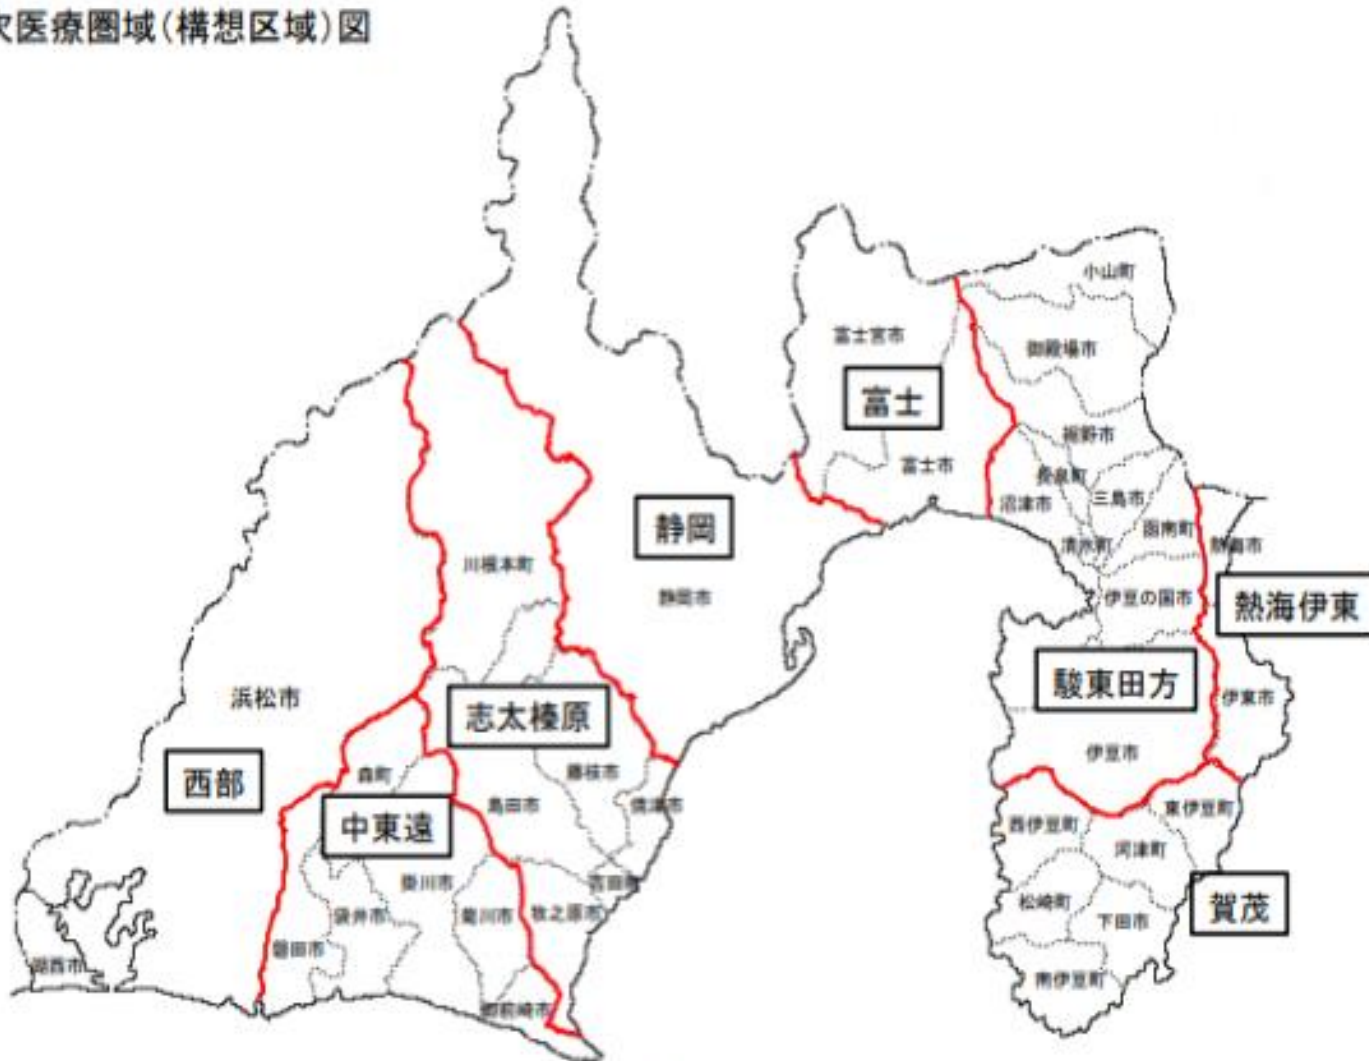 次医療圏域(構想区域)図
小山町
富士宮市
御殿場市
富士
裾野市
富士市
長泉町
三島市
沼津市
函南町
静岡
清水町
熱海市
川根本町
静岡市
伊豆の国市
熱海伊東
駿東田方
浜松市
伊東市
志太榛原
伊豆市
森町
藤枝市
西部
島田市
焼津市
東伊豆町
中東遠
西伊豆町
河津町
掛川市
吉田町
袋井市
菊川市
牧之原市
松崎町
賀茂
下田市
磐田市
湖西市
南伊豆町
御前崎市